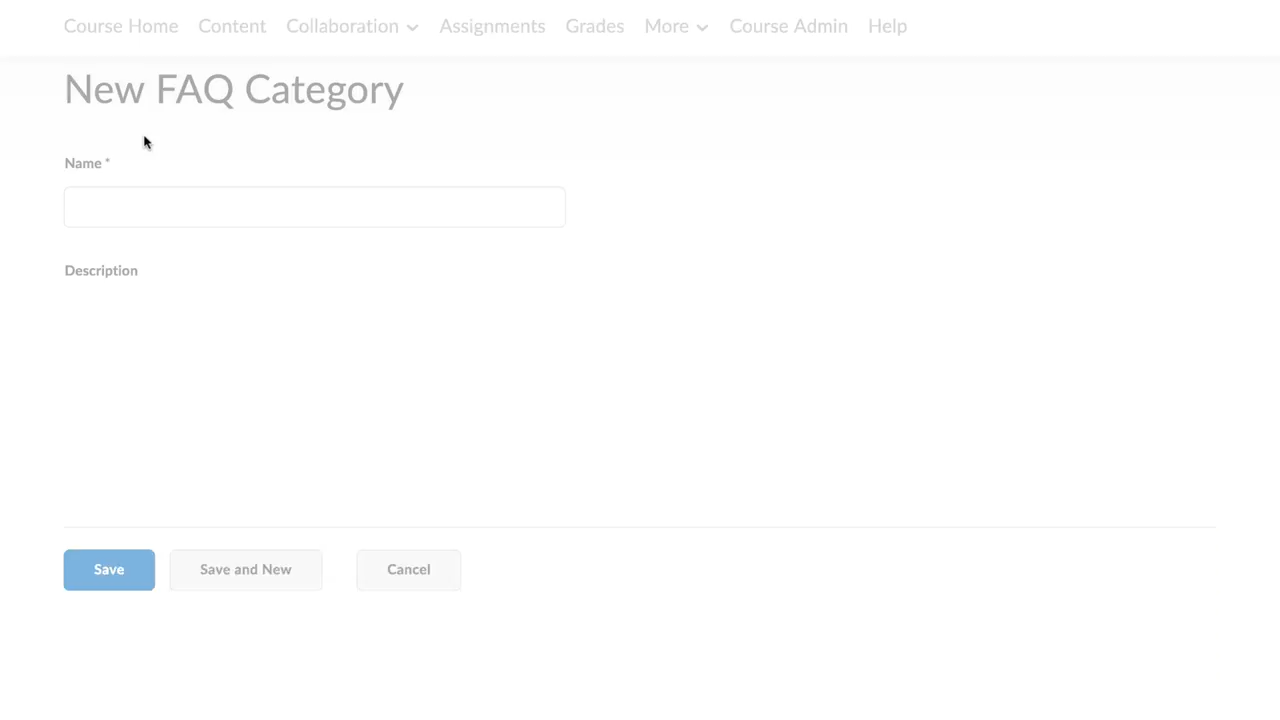 Course Home Content Collaboration Assignments Grades More Course Admin Help
New FAQ Category
Name *
Description
Save Save and New Cancel